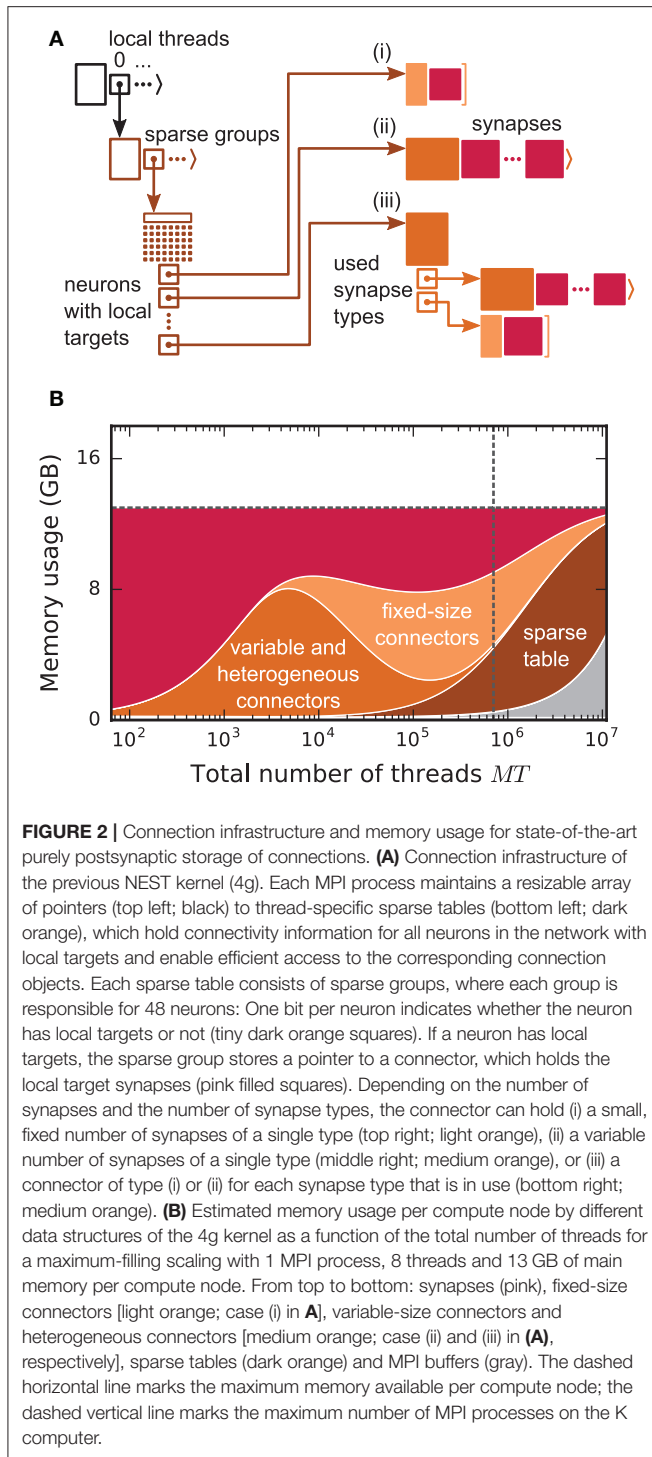 A
local threads
0 ...
sparse groups
neurons
with local
targets
(i)
(ii)
synapses
(iii)
used
synapse
types
B
Memory usage (GB)
16
8
0
variable and
heterogeneous
connectors
fixed-size
connectors
sparse
table
10² 10³ 10⁴ 10⁵ 10⁶ 10⁷
Total number of threads MT
FIGURE 2 | Connection infrastructure and memory usage for state-of-the-art
purely postsynaptic storage of connections. (A) Connection infrastructure of
the previous NEST kernel (4g). Each MPI process maintains a resizable array
of pointers (top left; black) to thread-specific sparse tables (bottom left; dark
orange), which hold connectivity information for all neurons in the network with
local targets and enable efficient access to the corresponding connection
objects. Each sparse table consists of sparse groups, where each group is
responsible for 48 neurons: One bit per neuron indicates whether the neuron
has local targets or not (tiny dark orange squares). If a neuron has local
targets, the sparse group stores a pointer to a connector, which holds the
local target synapses (pink filled squares). Depending on the number of
synapses and the number of synapse types, the connector can hold (i) a small,
fixed number of synapses of a single type (top right; light orange), (ii) a variable
number of synapses of a single type (middle right; medium orange), or (iii) a
connector of type (i) or (ii) for each synapse type that is in use (bottom right;
medium orange). (B) Estimated memory usage per compute node by different
data structures of the 4g kernel as a function of the total number of threads for
a maximum-filling scaling with 1 MPI process, 8 threads and 13 GB of main
memory per compute node. From top to bottom: synapses (pink), fixed-size
connectors [light orange; case (i) in A], variable-size connectors and
heterogeneous connectors [medium orange; case (ii) and (iii) in (A),
respectively], sparse tables (dark orange) and MPI buffers (gray). The dashed
horizontal line marks the maximum memory available per compute node; the
dashed vertical line marks the maximum number of MPI processes on the K
computer.